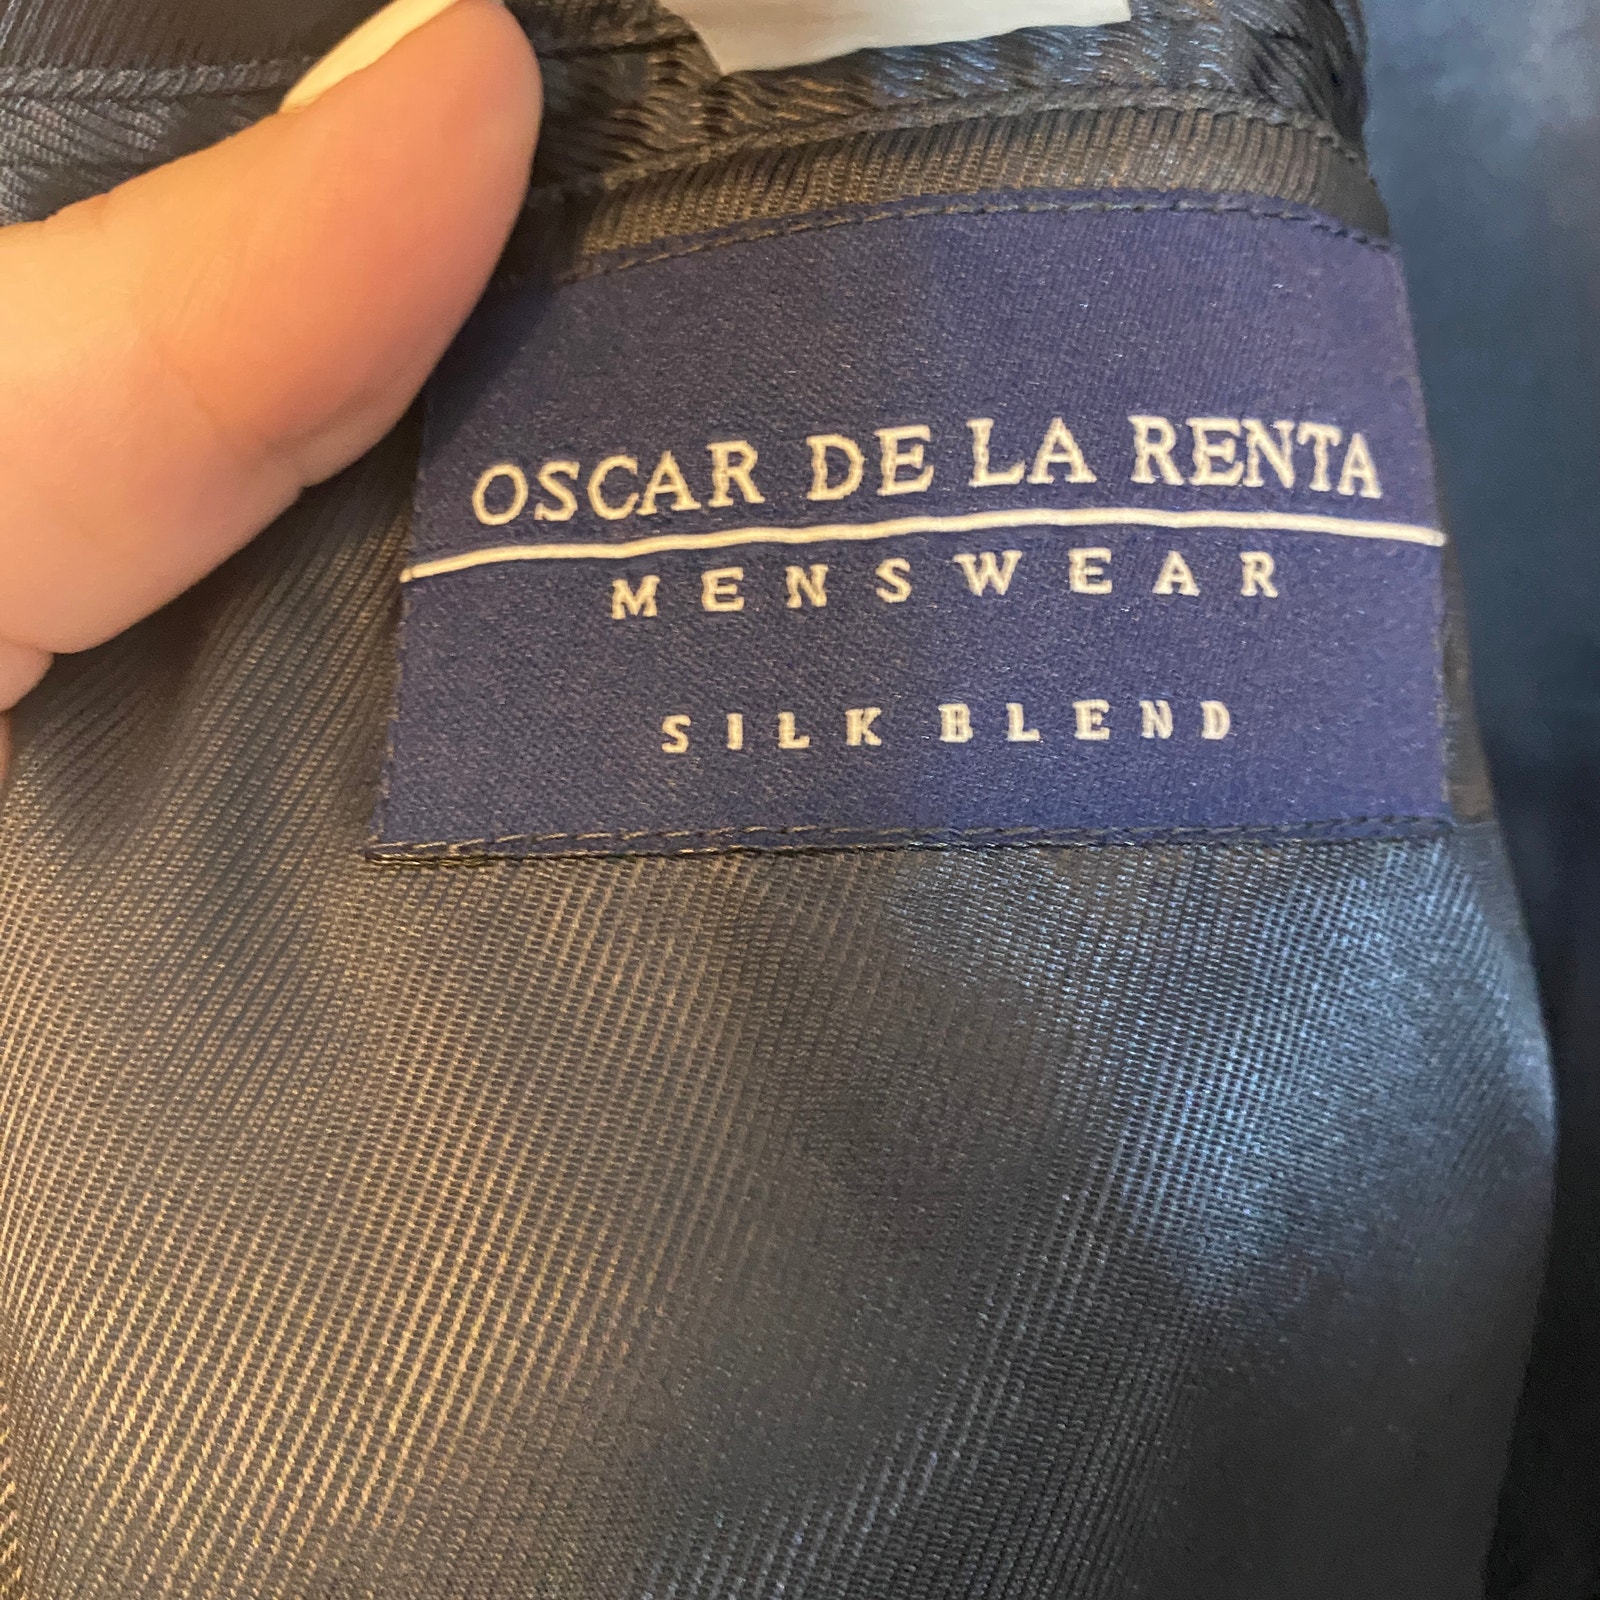 OSCAR DE LA RENTA
MENSWEAR
SILK BLEND